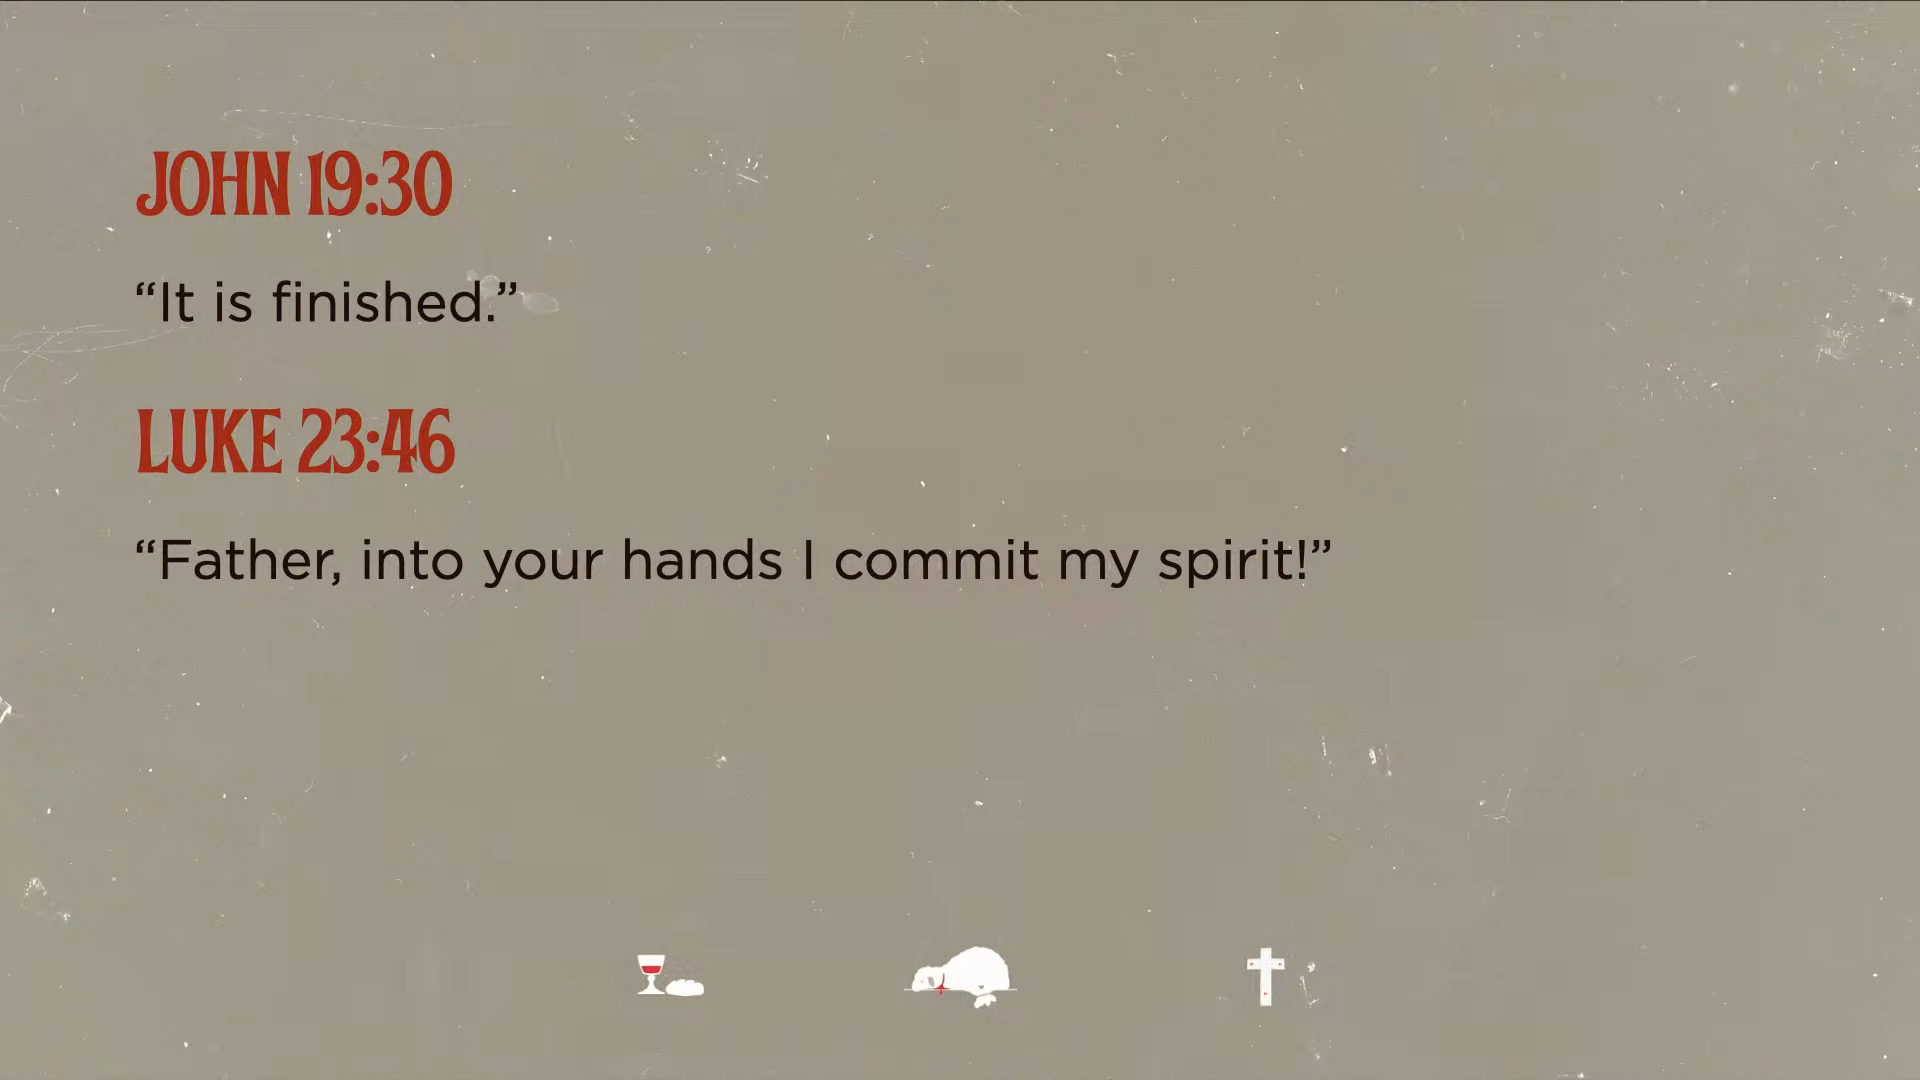 JOHN 19:30
“It is finished.”
LUKE 23:46
“Father, into your hands I commit my spirit!”